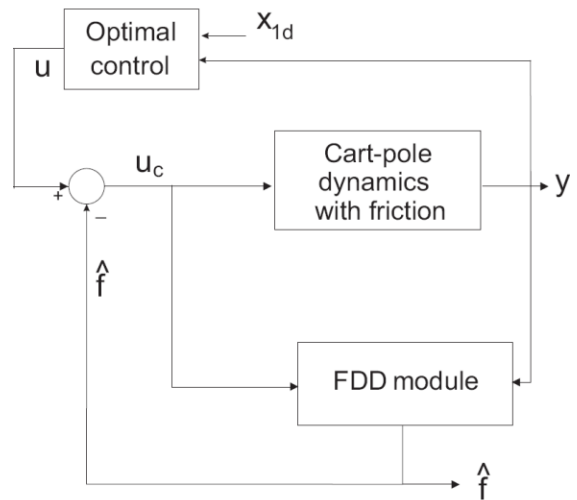 Optimal
control
x1d
u
uc
Cart-pole
dynamics
with friction
y
+
−
f̂
FDD module
f̂